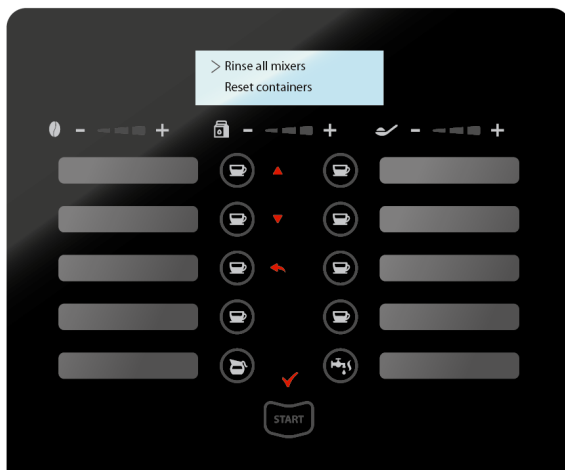 > Rinse all mixers
Reset containers
- +
- +
- +
START